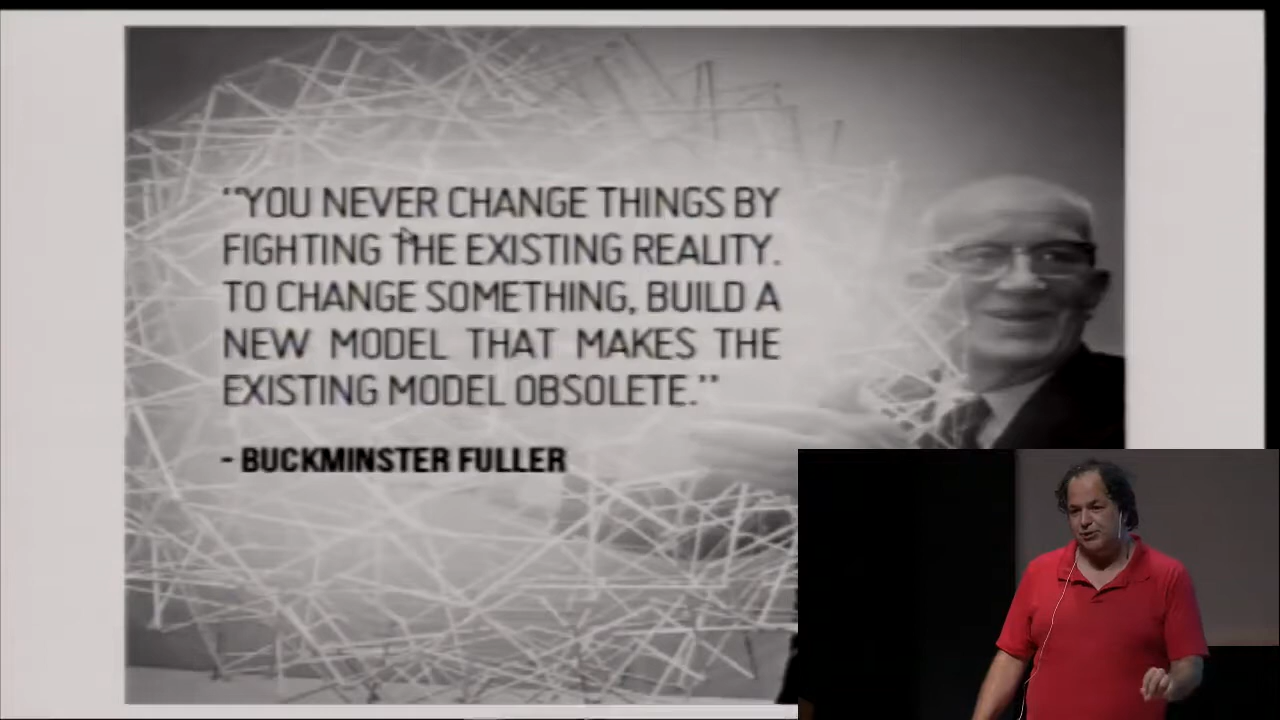 "YOU NEVER CHANGE THINGS BY
FIGHTING THE EXISTING REALITY.
TO CHANGE SOMETHING, BUILD A
NEW MODEL THAT MAKES THE
EXISTING MODEL OBSOLETE."
- BUCKMINSTER FULLER